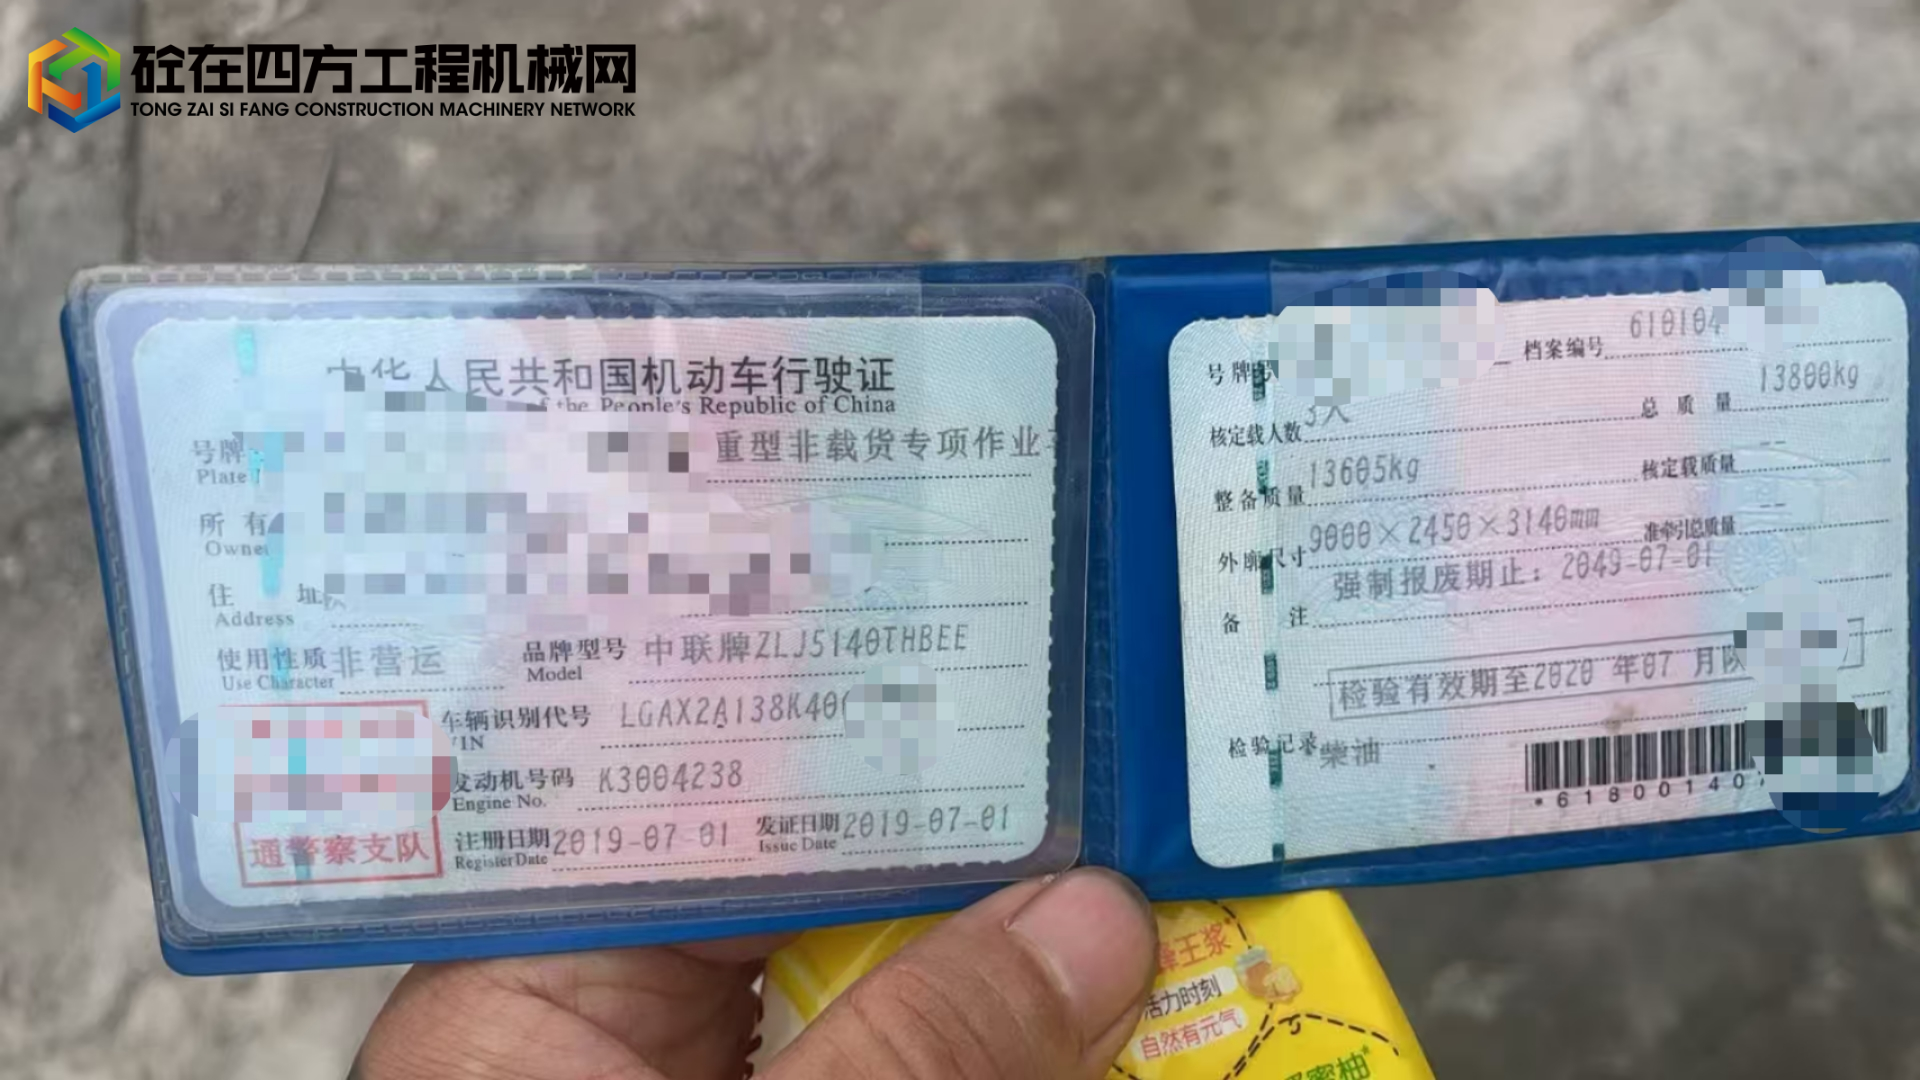 砼在四方工程机械网
TONG ZAI SI FANG CONSTRUCTION MACHINERY NETWORK
中华人民共和国机动车行驶证
of the People's Republic of China
号牌 重型非载货专项作业
Plate
所有
Owner
住 址
Address
使用性质 非营运 品牌型号 中联牌ZLJ5140THBEE
Use Character Model
车辆识别代号 LGAX2A138K40
VIN
发动机号码 K3004238
Engine No.
通警察支队
注册日期 2019-07-01 发证日期 2019-07-01
Register Date Issue Date
号牌号 档案编号 610104
核定载人数 3人 总质量 13800kg
整备质量 13605kg 核定载质量 --
外廓尺寸 9000×2450×3140mm 准牵引总质量 --
备 注 强制报废期止：2049-07-01
检验有效期至2020 年07 月
检验记录 柴油
*61800140
蜂王浆
活力时刻
自然有元气
蜜柚